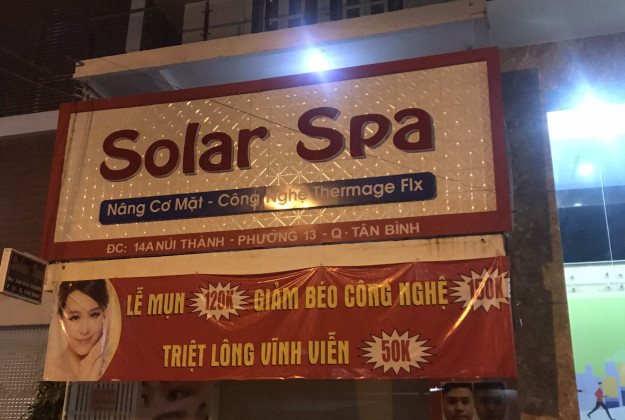 Solar Spa
Nâng Cơ Mặt - Công Nghệ Thermage Flx
ĐC: 14A NÚI THÀNH - PHƯỜNG 13 - Q - TÂN BÌNH
LỄ MỤN 129K GIẢM BÉO CÔNG NGHỆ
TRIỆT LÔNG VĨNH VIỄN 50K